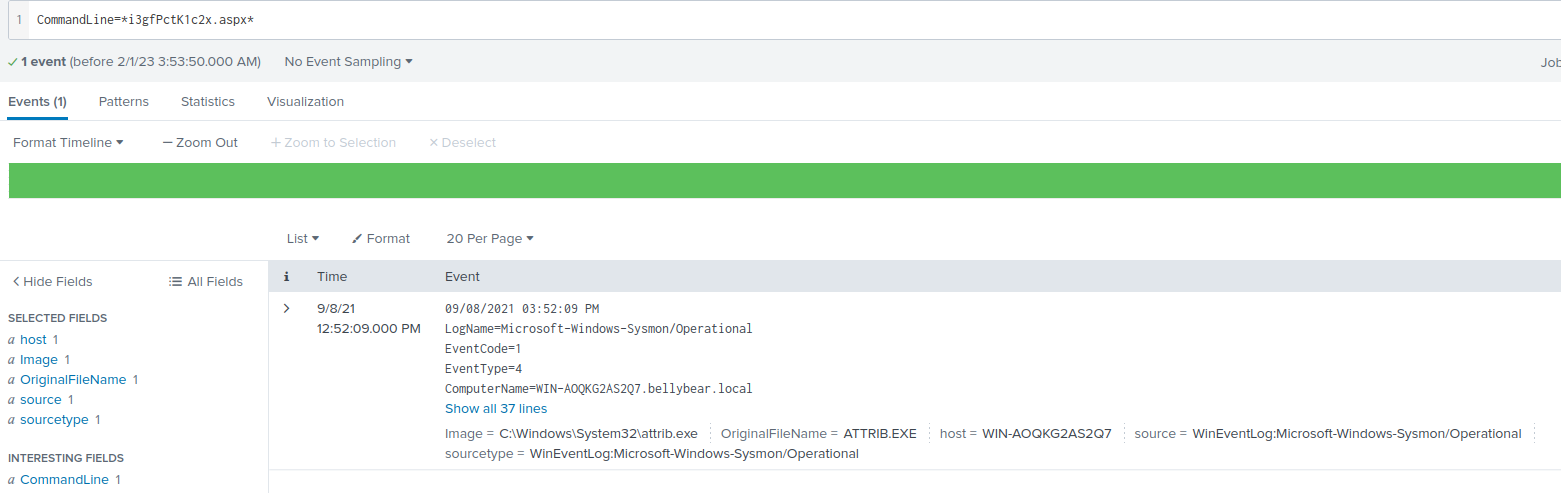 1 CommandLine=*i3gfPctK1c2x.aspx*
1 event (before 2/1/23 3:53:50.000 AM) No Event Sampling Job
Events (1) Patterns Statistics Visualization
Format Timeline Zoom Out Zoom to Selection Deselect
List Format 20 Per Page
Hide Fields All Fields
i Time Event
SELECTED FIELDS
a host 1
a Image 1
a OriginalFileName 1
a source 1
a sourcetype 1
INTERESTING FIELDS
a CommandLine 1
9/8/21
12:52:09.000 PM
09/08/2021 03:52:09 PM
LogName=Microsoft-Windows-Sysmon/Operational
EventCode=1
EventType=4
ComputerName=WIN-AOQKG2AS2Q7.bellybear.local
Show all 37 lines
Image = C:\Windows\System32\attrib.exe OriginalFileName = ATTRIB.EXE host = WIN-AOQKG2AS2Q7 source = WinEventLog:Microsoft-Windows-Sysmon/Operational
sourcetype = WinEventLog:Microsoft-Windows-Sysmon/Operational